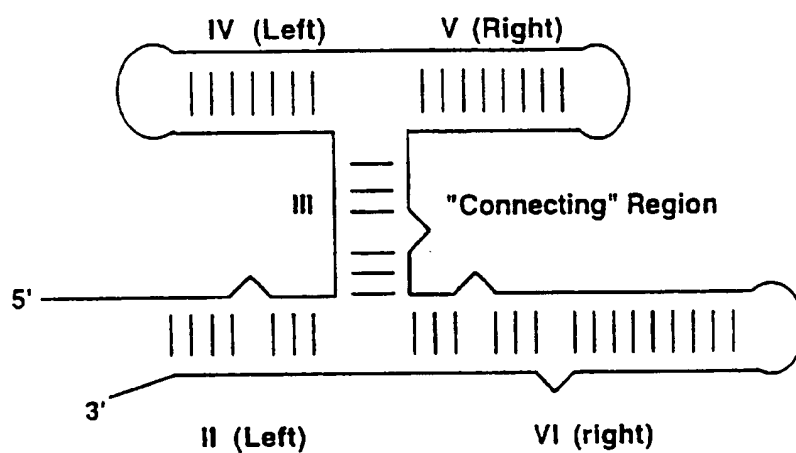 IV (Left) V (Right)
III "Connecting" Region
5'
3'
II (Left) VI (right)